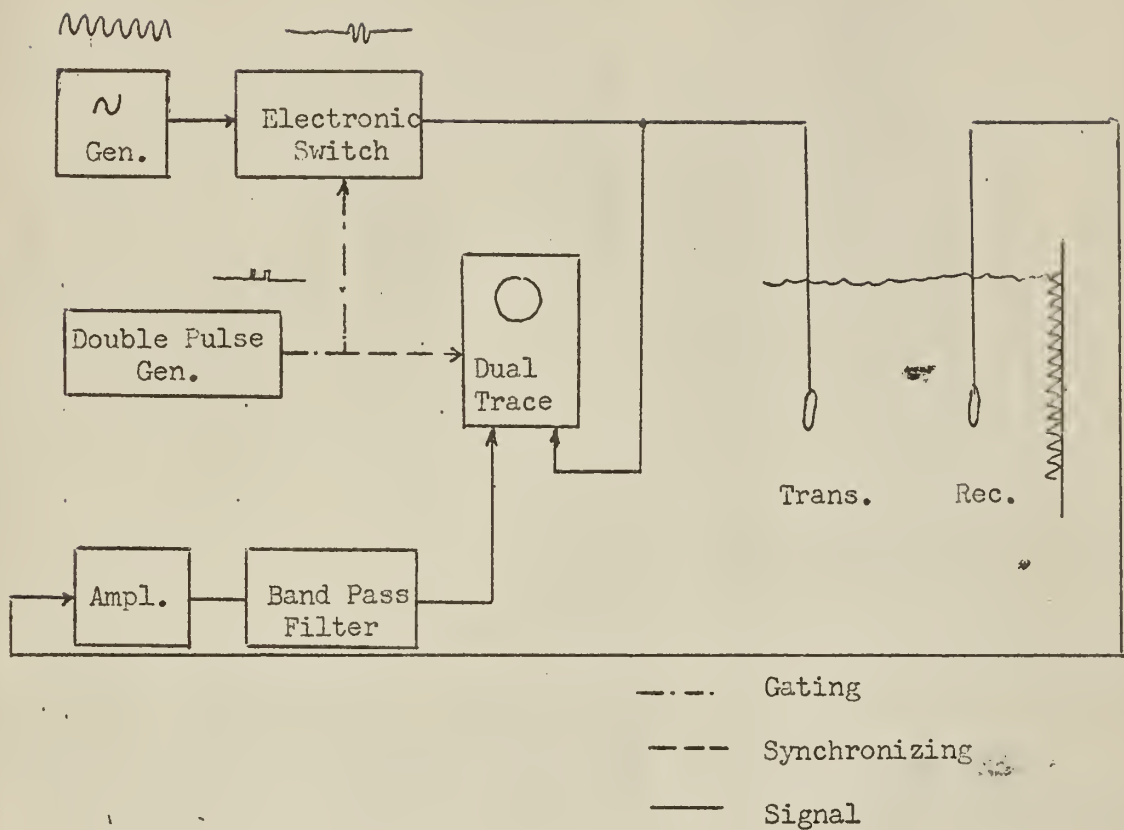 ~
Gen.
Electronic
Switch
Double Pulse
Gen.
Dual
Trace
Trans.
Rec.
Ampl.
Band Pass
Filter
Gating
Synchronizing
Signal